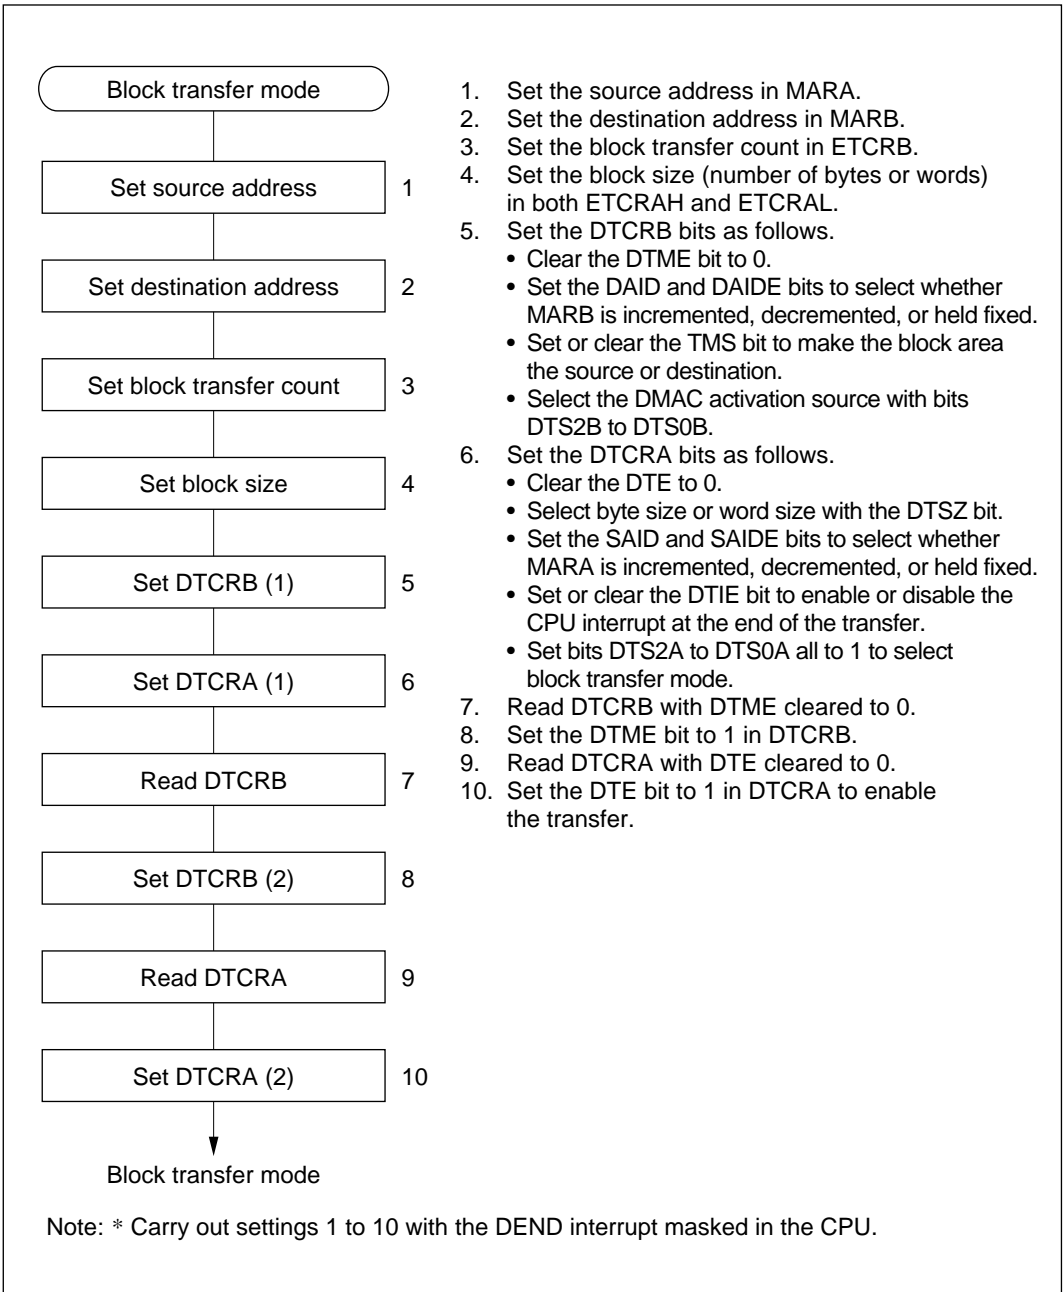 Block transfer mode
Set source address 1
Set destination address 2
Set block transfer count 3
Set block size 4
Set DTCRB (1) 5
Set DTCRA (1) 6
Read DTCRB 7
Set DTCRB (2) 8
Read DTCRA 9
Set DTCRA (2) 10
Block transfer mode
1. Set the source address in MARA.
2. Set the destination address in MARB.
3. Set the block transfer count in ETCRB.
4. Set the block size (number of bytes or words)
in both ETCRAH and ETCRAL.
5. Set the DTCRB bits as follows.
• Clear the DTME bit to 0.
• Set the DAID and DAIDE bits to select whether
MARB is incremented, decremented, or held fixed.
• Set or clear the TMS bit to make the block area
the source or destination.
• Select the DMAC activation source with bits
DTS2B to DTS0B.
6. Set the DTCRA bits as follows.
• Clear the DTE to 0.
• Select byte size or word size with the DTSZ bit.
• Set the SAID and SAIDE bits to select whether
MARA is incremented, decremented, or held fixed.
• Set or clear the DTIE bit to enable or disable the
CPU interrupt at the end of the transfer.
• Set bits DTS2A to DTS0A all to 1 to select
block transfer mode.
7. Read DTCRB with DTME cleared to 0.
8. Set the DTME bit to 1 in DTCRB.
9. Read DTCRA with DTE cleared to 0.
10. Set the DTE bit to 1 in DTCRA to enable
the transfer.
Note: * Carry out settings 1 to 10 with the DEND interrupt masked in the CPU.